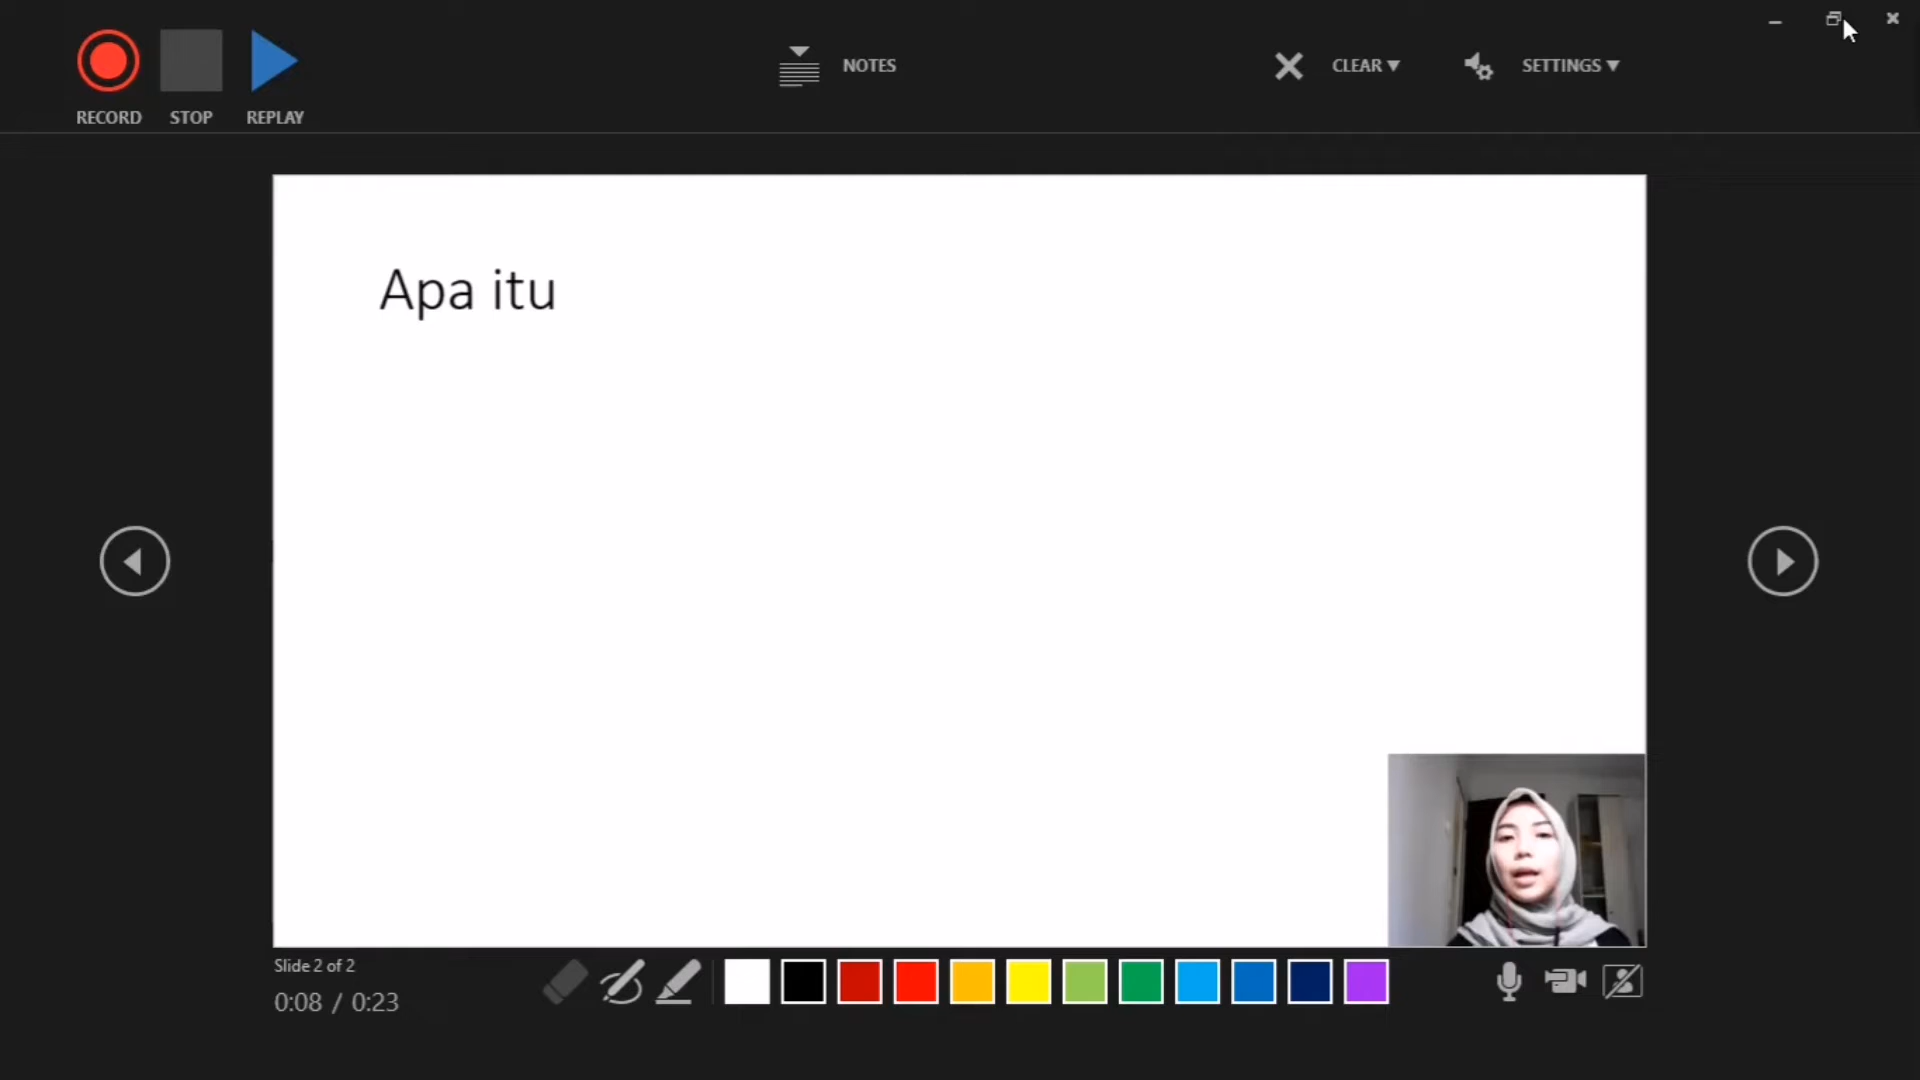 NOTES
CLEAR
SETTINGS
RECORD
STOP
REPLAY
Apa itu
Slide 2 of 2
0:08 / 0:23